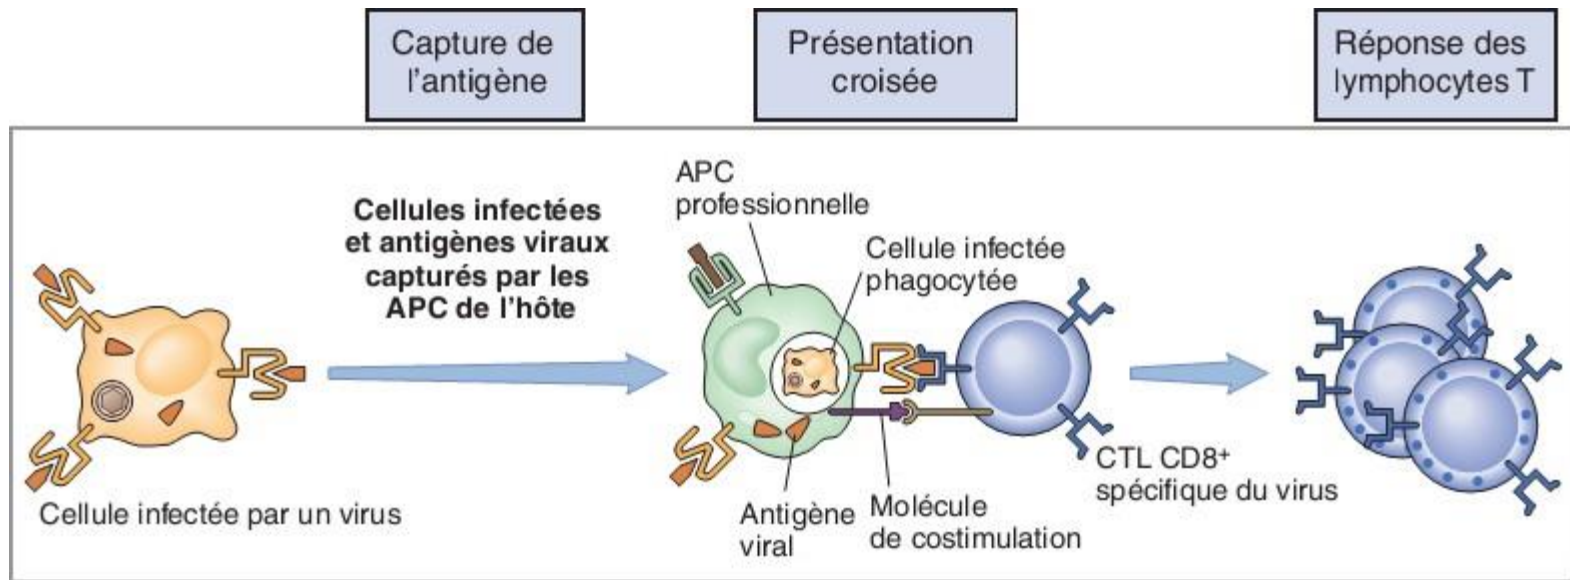 Capture de
l'antigène
Présentation
croisée
Réponse des
lymphocytes T
Cellules infectées
et antigènes viraux
capturés par les
APC de l'hôte
APC
professionnelle
Cellule infectée
phagocytée
Cellule infectée par un virus
Antigène
viral
Molécule
de costimulation
CTL CD8+
spécifique du virus